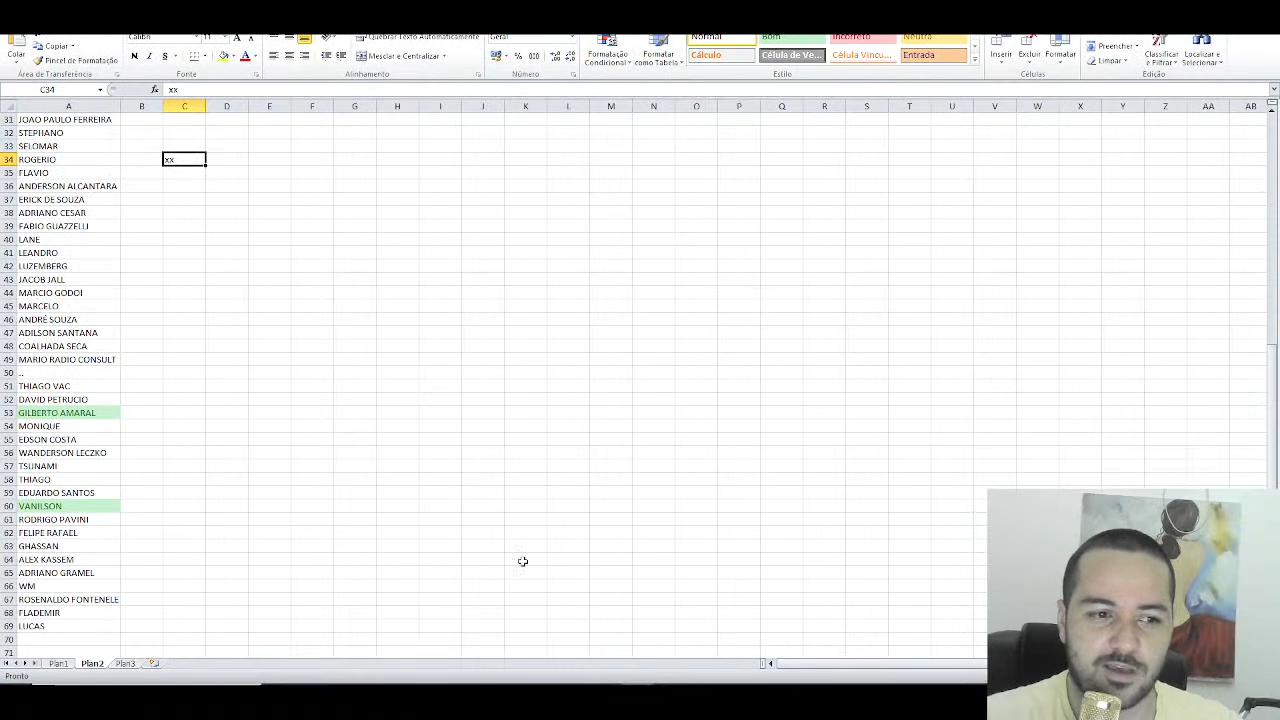 Copiar
Calibri 11 A A
Quebrar Texto Automaticamente
Geral
Normal Bom Incorreto Neutra
Colar
N I S A
Mesclar e Centralizar
% 000
Formatação Condicional
Formatar como Tabela
Cálculo Célula de Ve... Célula Vincu... Entrada
Inserir Excluir Formatar
Preencher
Limpar
Classificar e Filtrar
Localizar e Selecionar
Área de Transferência Fonte Alinhamento Número Estilo Células Edição
C34 fx xx
A B C D E F G H I J K L M N O P Q R S T U V W X Y Z AA AB
31 JOAO PAULO FERREIRA
32 STEPHANO
33 SELOMAR
34 ROGERIO xx
35 FLAVIO
36 ANDERSON ALCANTARA
37 ERICK DE SOUZA
38 ADRIANO CESAR
39 FABIO GUAZZELLI
40 LANE
41 LEANDRO
42 LUZEMBERG
43 JACOB JALL
44 MARCIO GODOI
45 MARCELO
46 ANDRÉ SOUZA
47 ADILSON SANTANA
48 COALHADA SECA
49 MARIO RADIO CONSULT
50 ..
51 THIAGO VAC
52 DAVID PETRUCIO
53 GILBERTO AMARAL
54 MONIQUE
55 EDSON COSTA
56 WANDERSON LECZKO
57 TSUNAMI
58 THIAGO
59 EDUARDO SANTOS
60 VANILSON
61 RODRIGO PAVINI
62 FELIPE RAFAEL
63 GHASSAN
64 ALEX KASSEM
65 ADRIANO GRAMEL
66 WM
67 ROSENALDO FONTENELE
68 FLADEMIR
69 LUCAS
70
71
Plan1 Plan2 Plan3
Pronto